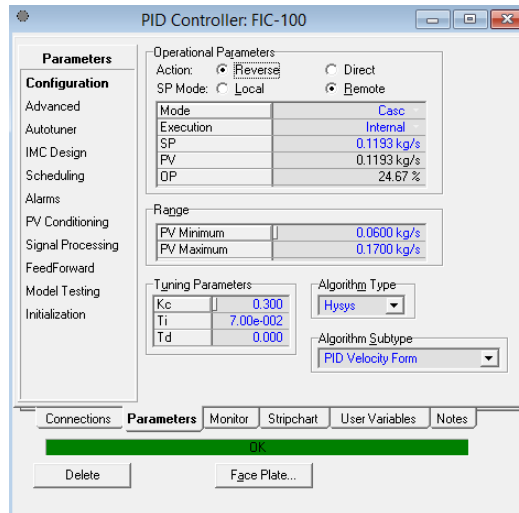 PID Controller: FIC-100
Parameters
Configuration
Advanced
Autotuner
IMC Design
Scheduling
Alarms
PV Conditioning
Signal Processing
FeedForward
Model Testing
Initialization
Operational Parameters
Action: Reverse Direct
SP Mode: Local Remote
Mode Casc
Execution Internal
SP 0.1193 kg/s
PV 0.1193 kg/s
OP 24.67 %
Range
PV Minimum 0.0600 kg/s
PV Maximum 0.1700 kg/s
Tuning Parameters
Kc 0.300
Ti 7.00e-002
Td 0.000
Algorithm Type
Hysys
Algorithm Subtype
PID Velocity Form
Connections Parameters Monitor Stripchart User Variables Notes
OK
Delete Face Plate...